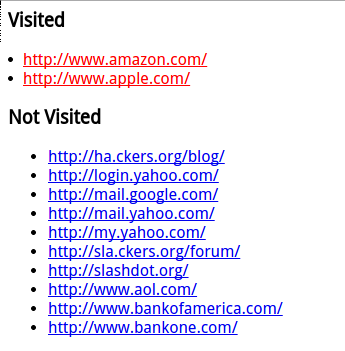 Visited
http://www.amazon.com/
http://www.apple.com/
Not Visited
http://ha.ckers.org/blog/
http://login.yahoo.com/
http://mail.google.com/
http://mail.yahoo.com/
http://my.yahoo.com/
http://sla.ckers.org/forum/
http://slashdot.org/
http://www.aol.com/
http://www.bankofamerica.com/
http://www.bankone.com/